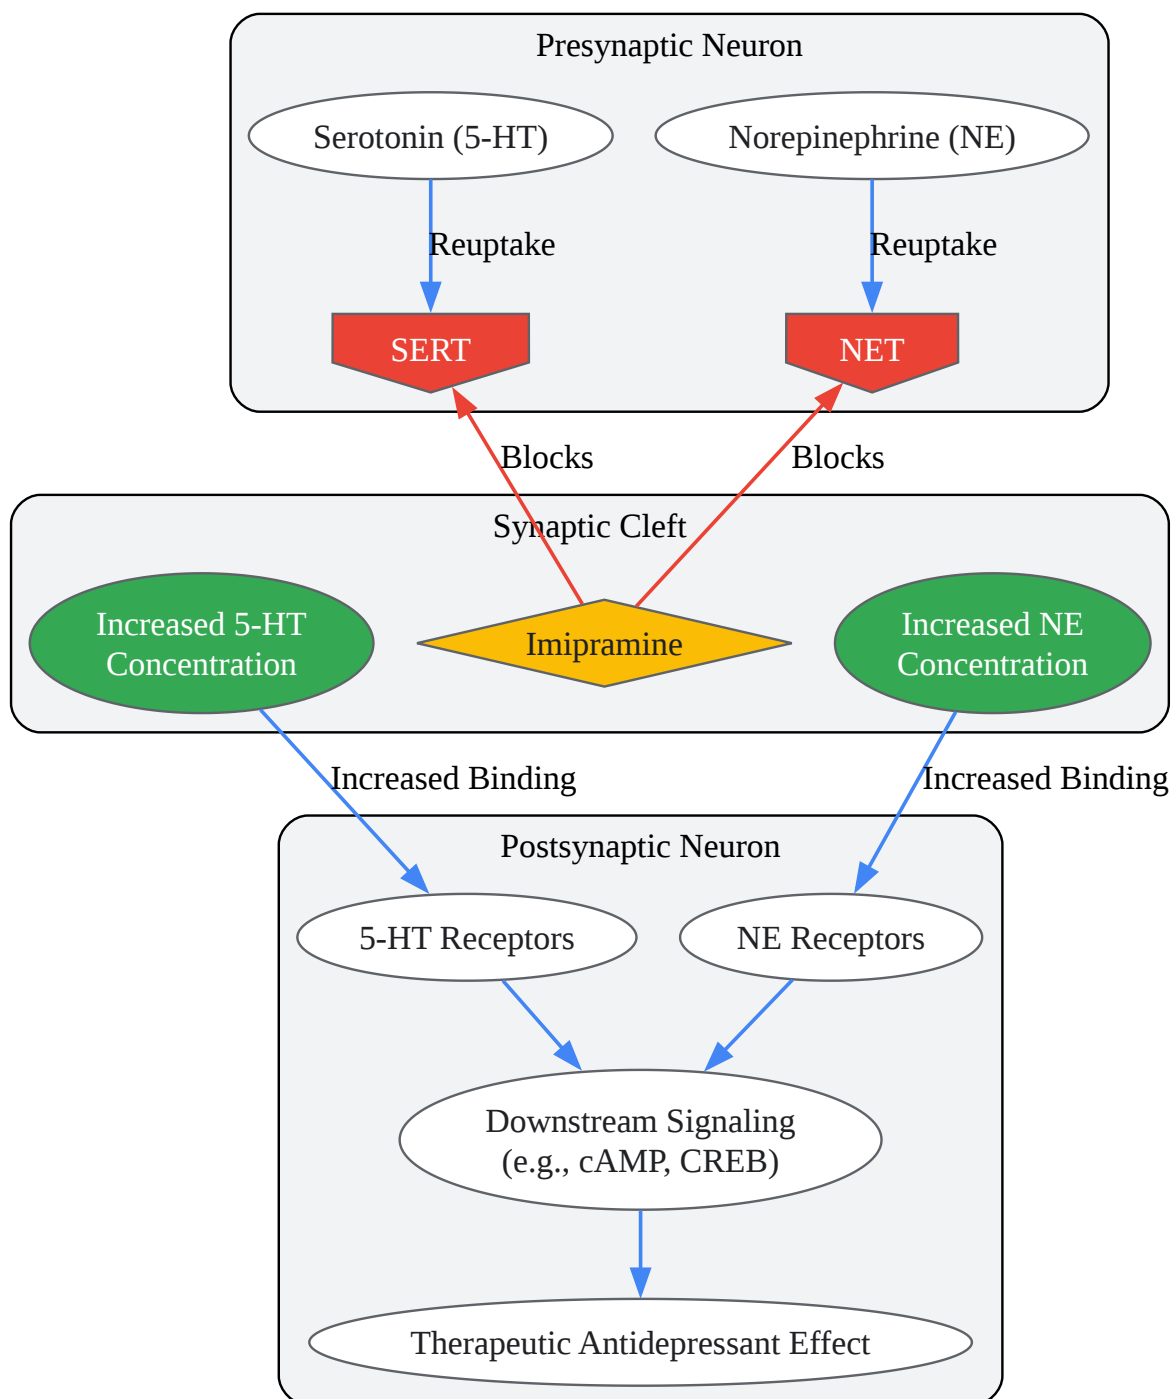 Presynaptic Neuron
Serotonin (5-HT)
Norepinephrine (NE)
Reuptake
Reuptake
SERT
NET
Blocks
Blocks
Synaptic Cleft
Increased 5-HT
Concentration
Imipramine
Increased NE
Concentration
Increased Binding
Increased Binding
Postsynaptic Neuron
5-HT Receptors
NE Receptors
Downstream Signaling
(e.g., cAMP, CREB)
Therapeutic Antidepressant Effect